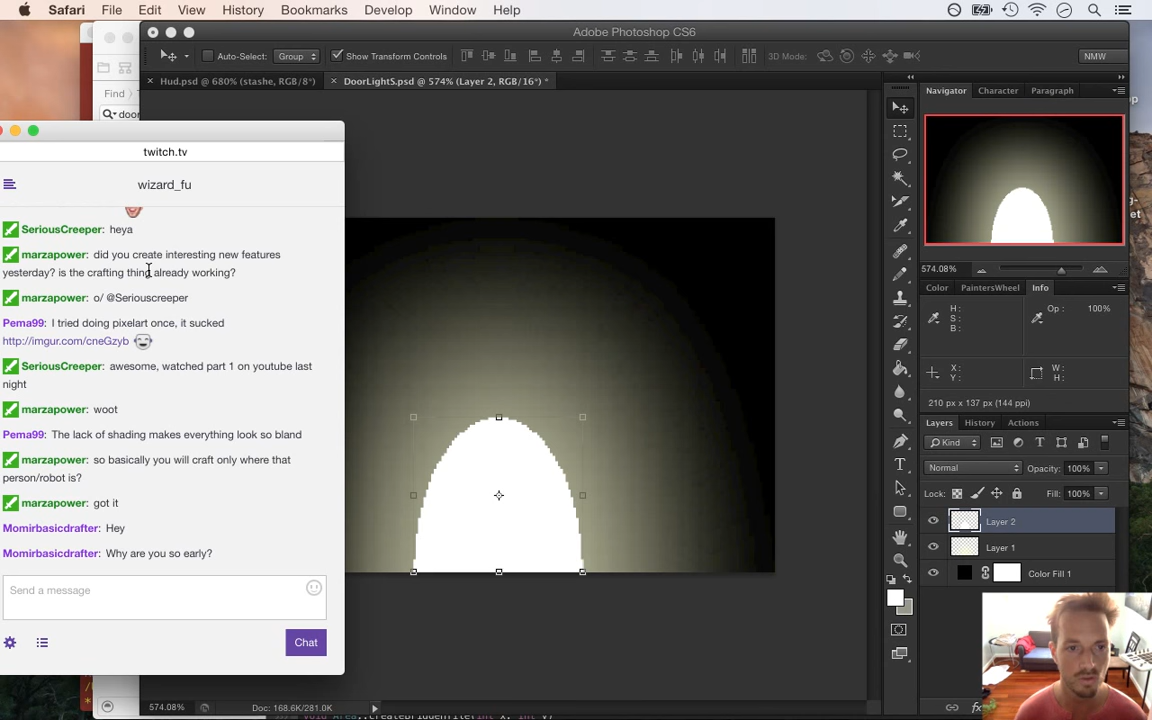 Safari File Edit View History Bookmarks Develop Window Help
Adobe Photoshop CS6
Auto-Select: Group Show Transform Controls 3D Mode: NMW
Hud.psd @ 680% (stashe, RGB/8*) DoorLightS.psd @ 574% (Layer 2, RGB/16*) *
Find
door
twitch.tv
wizard_fu
SeriousCreeper: heya
marzapower: did you create interesting new features
yesterday? is the crafting thing already working?
marzapower: o/ @Seriouscreeper
Pema99: I tried doing pixelart once, it sucked
http://imgur.com/cneGzyb
SeriousCreeper: awesome, watched part 1 on youtube last
night
marzapower: woot
Pema99: The lack of shading makes everything look so bland
marzapower: so basically you will craft only where that
person/robot is?
marzapower: got it
Momirbasicdrafter: Hey
Momirbasicdrafter: Why are you so early?
Send a message
Chat
574.08% Doc: 168.6K/281.0K
Navigator Character Paragraph
574.08%
Color PaintersWheel Info
H: Op: 100%
S:
B:
X: W:
Y: H:
210 px x 137 px (144 ppi)
Layers History Actions
Kind
Normal Opacity: 100%
Lock: Fill: 100%
Layer 2
Layer 1
Color Fill 1
fx